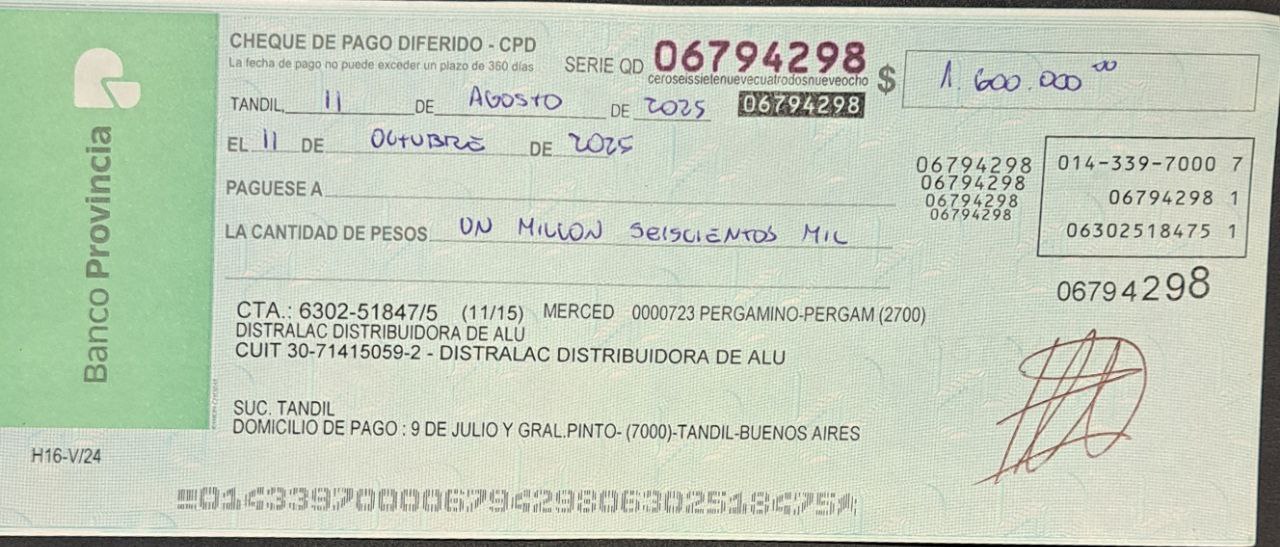 Banco Provincia
H16-V/24
CHEQUE DE PAGO DIFERIDO - CPD
La fecha de pago no puede exceder un plazo de 360 días
SERIE QD 06794298
ceroseissietenuevecuatrodosnueveocho
06794298
$ 1.600.000 00
TANDIL, 11 DE AGOSTO DE 2025
EL 11 DE OCTUBRE DE 2025
PAGUESE A
LA CANTIDAD DE PESOS UN MILLON SEISCIENTOS MIL
06794298
06794298
06794298
06794298
014-339-7000 7
06794298 1
06302518475 1
06794298
CTA.: 6302-51847/5 (11/15) MERCED 0000723 PERGAMINO-PERGAM (2700)
DISTRALAC DISTRIBUIDORA DE ALU
CUIT 30-71415059-2 - DISTRALAC DISTRIBUIDORA DE ALU
SUC. TANDIL
DOMICILIO DE PAGO : 9 DE JULIO Y GRAL.PINTO- (7000)-TANDIL-BUENOS AIRES
01433970000679429806302518475